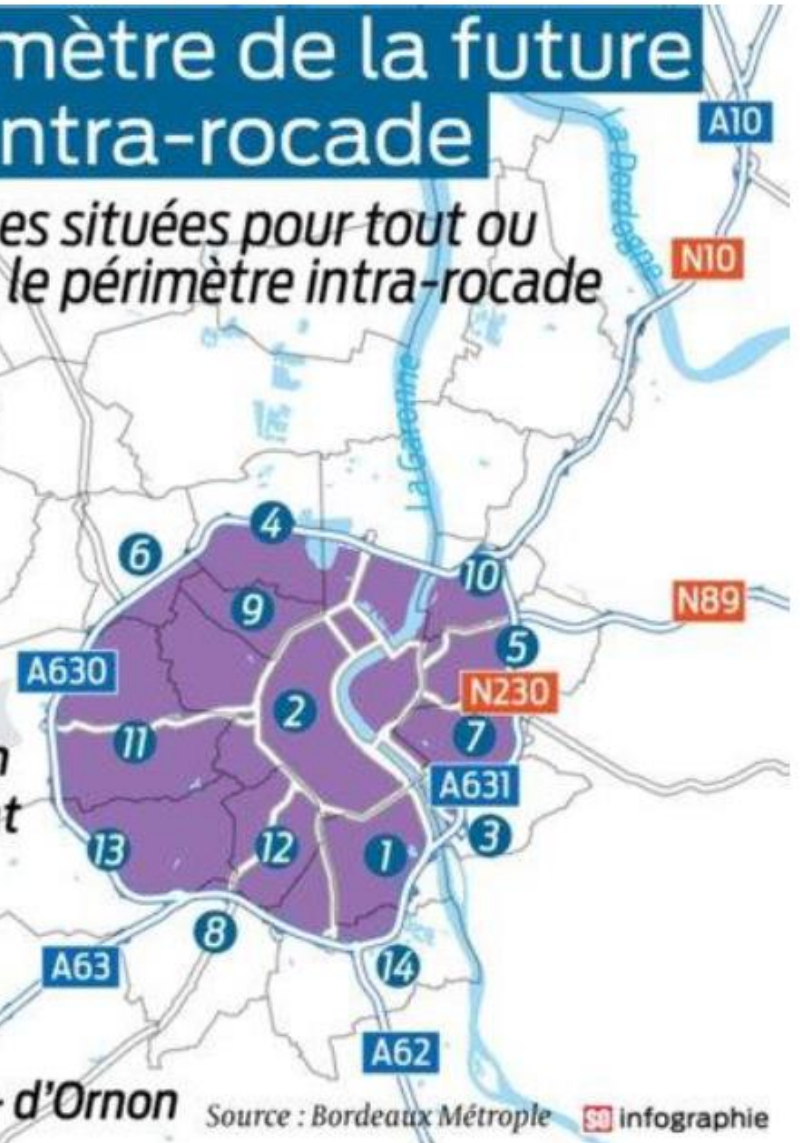 mètre de la future
ntra-rocade
es situées pour tout ou
le périmètre intra-rocade
La Dordogne
A10
N10
La Garonne
4
6
10
9
N89
5
A630
N230
2
11
7
n
A631
t
3
13
12
1
8
14
A63
A62
- d'Ornon
Source : Bordeaux Métrople
so infographie